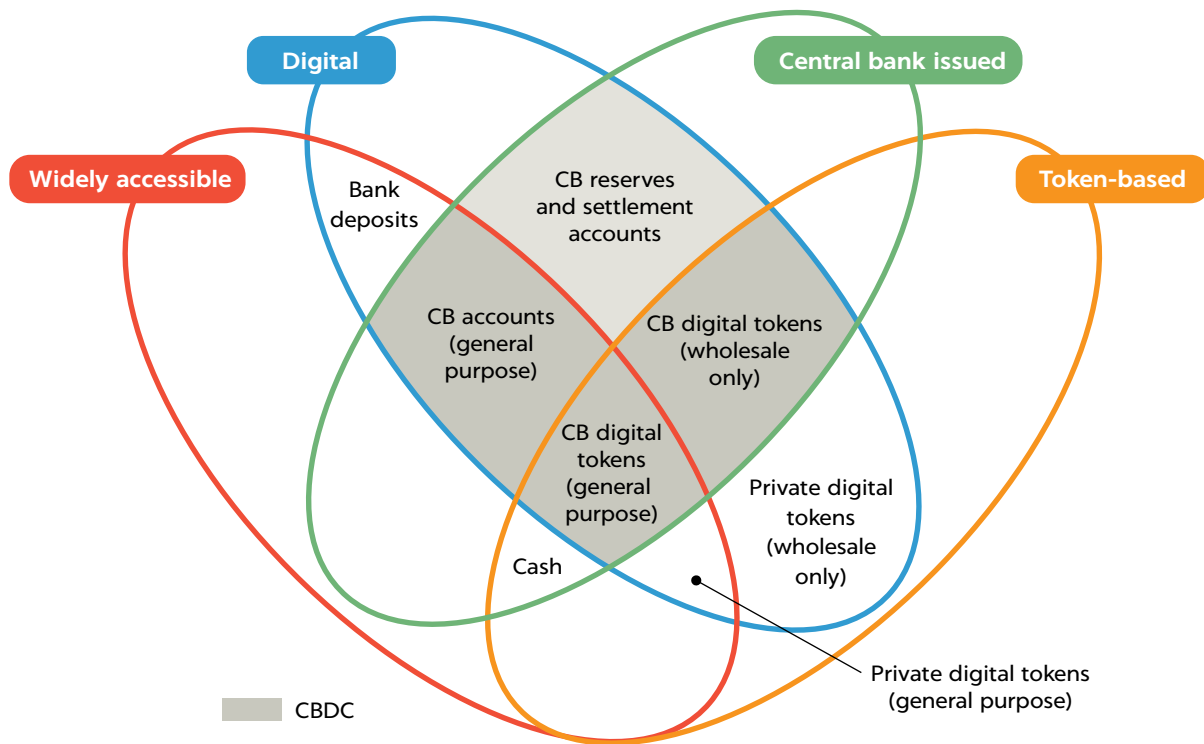 Digital
Central bank issued
Widely accessible
Token-based
Bank
deposits
CB reserves
and settlement
accounts
CB accounts
(general
purpose)
CB digital tokens
(wholesale
only)
CB digital
tokens
(general
purpose)
Private digital
tokens
(wholesale
only)
Cash
Private digital tokens
(general purpose)
CBDC